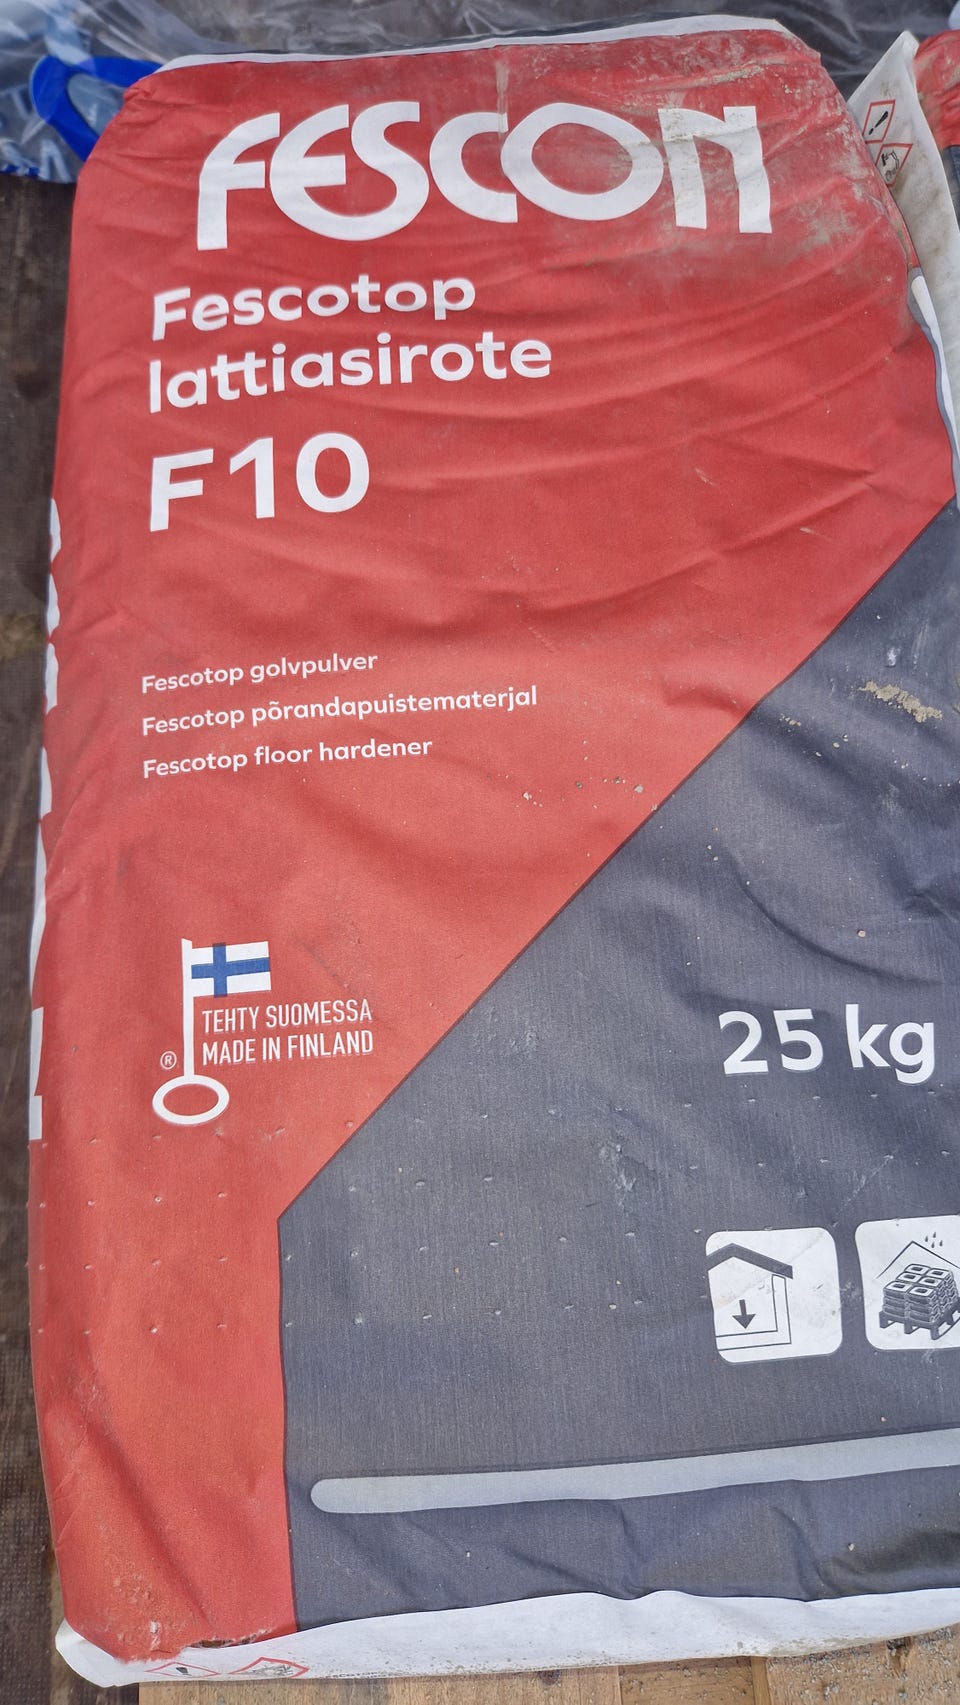 FESCON
Fescotop
lattiasirote
F10
Fescotop golvpulver
Fescotop põrandapuistematerjal
Fescotop floor hardener
TEHTY SUOMESSA
® MADE IN FINLAND
25 kg